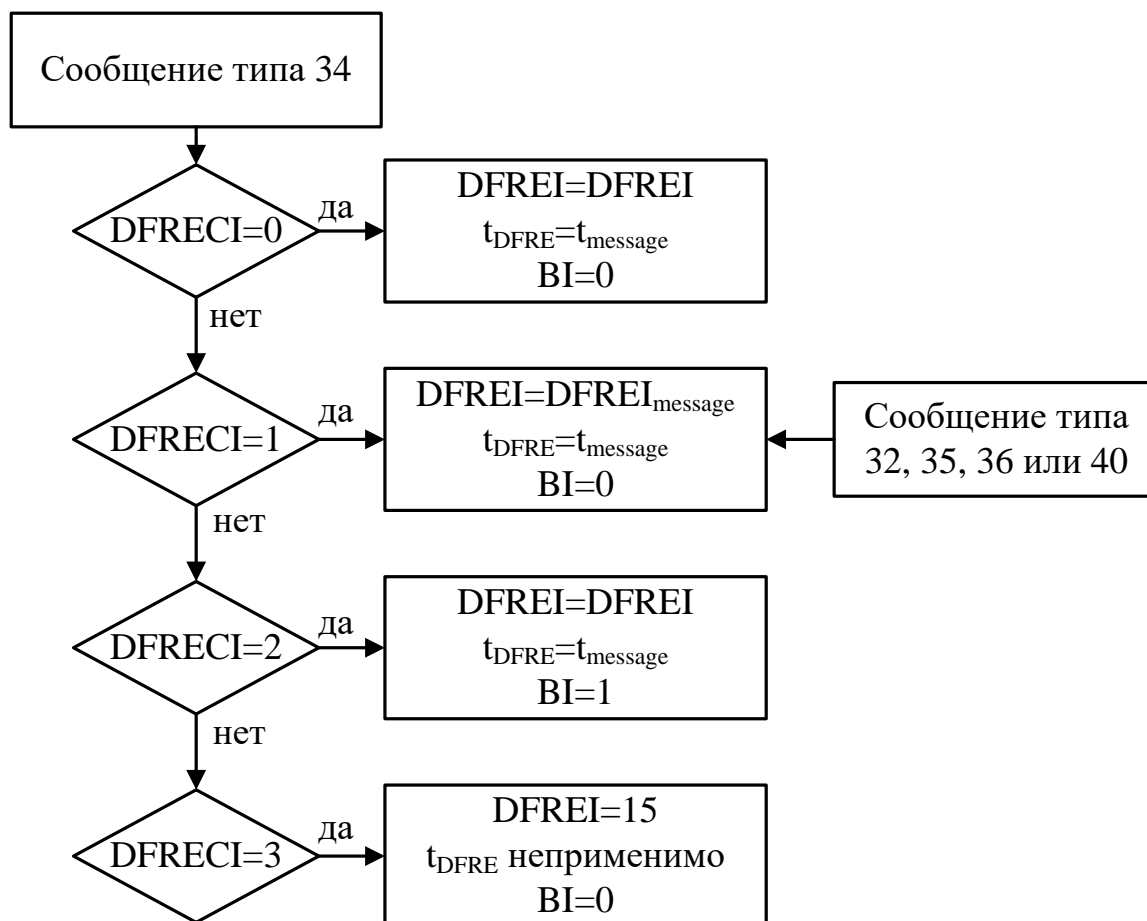 Сообщение типа 34
DFRECI=0
да
DFREI=DFREI
tDFRE=tmessage
BI=0
нет
DFRECI=1
да
DFREI=DFREImessage
tDFRE=tmessage
BI=0
Сообщение типа
32, 35, 36 или 40
нет
DFRECI=2
да
DFREI=DFREI
tDFRE=tmessage
BI=1
нет
DFRECI=3
да
DFREI=15
tDFRE неприменимо
BI=0